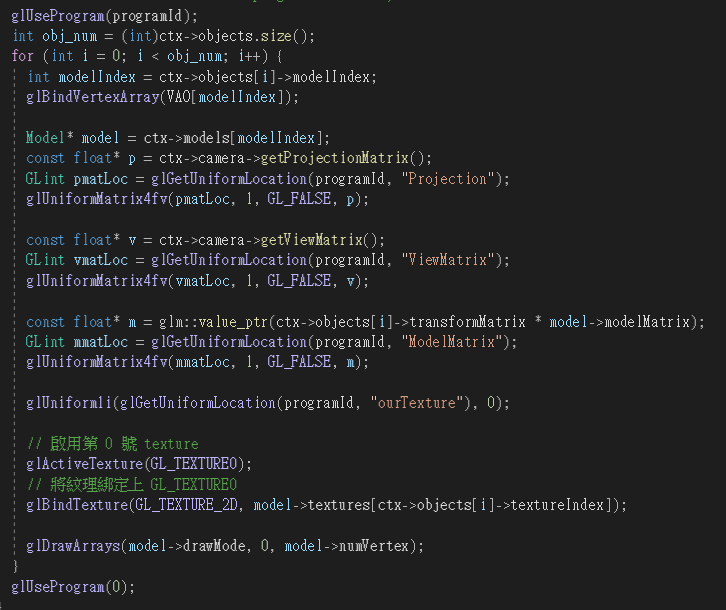 glUseProgram(programId);
int obj_num = (int)ctx->objects.size();
for (int i = 0; i < obj_num; i++) {
int modelIndex = ctx->objects[i]->modelIndex;
glBindVertexArray(VAO[modelIndex]);
Model* model = ctx->models[modelIndex];
const float* p = ctx->camera->getProjectionMatrix();
GLint pmatLoc = glGetUniformLocation(programId, "Projection");
glUniformMatrix4fv(pmatLoc, 1, GL_FALSE, p);
const float* v = ctx->camera->getViewMatrix();
GLint vmatLoc = glGetUniformLocation(programId, "ViewMatrix");
glUniformMatrix4fv(vmatLoc, 1, GL_FALSE, v);
const float* m = glm::value_ptr(ctx->objects[i]->transformMatrix * model->modelMatrix);
GLint mmatLoc = glGetUniformLocation(programId, "ModelMatrix");
glUniformMatrix4fv(mmatLoc, 1, GL_FALSE, m);
glUniform1i(glGetUniformLocation(programId, "ourTexture"), 0);
// 啟用第 0 號 texture
glActiveTexture(GL_TEXTURE0);
// 將紋理綁定上 GL_TEXTURE0
glBindTexture(GL_TEXTURE_2D, model->textures[ctx->objects[i]->textureIndex]);
glDrawArrays(model->drawMode, 0, model->numVertex);
}
glUseProgram(0);